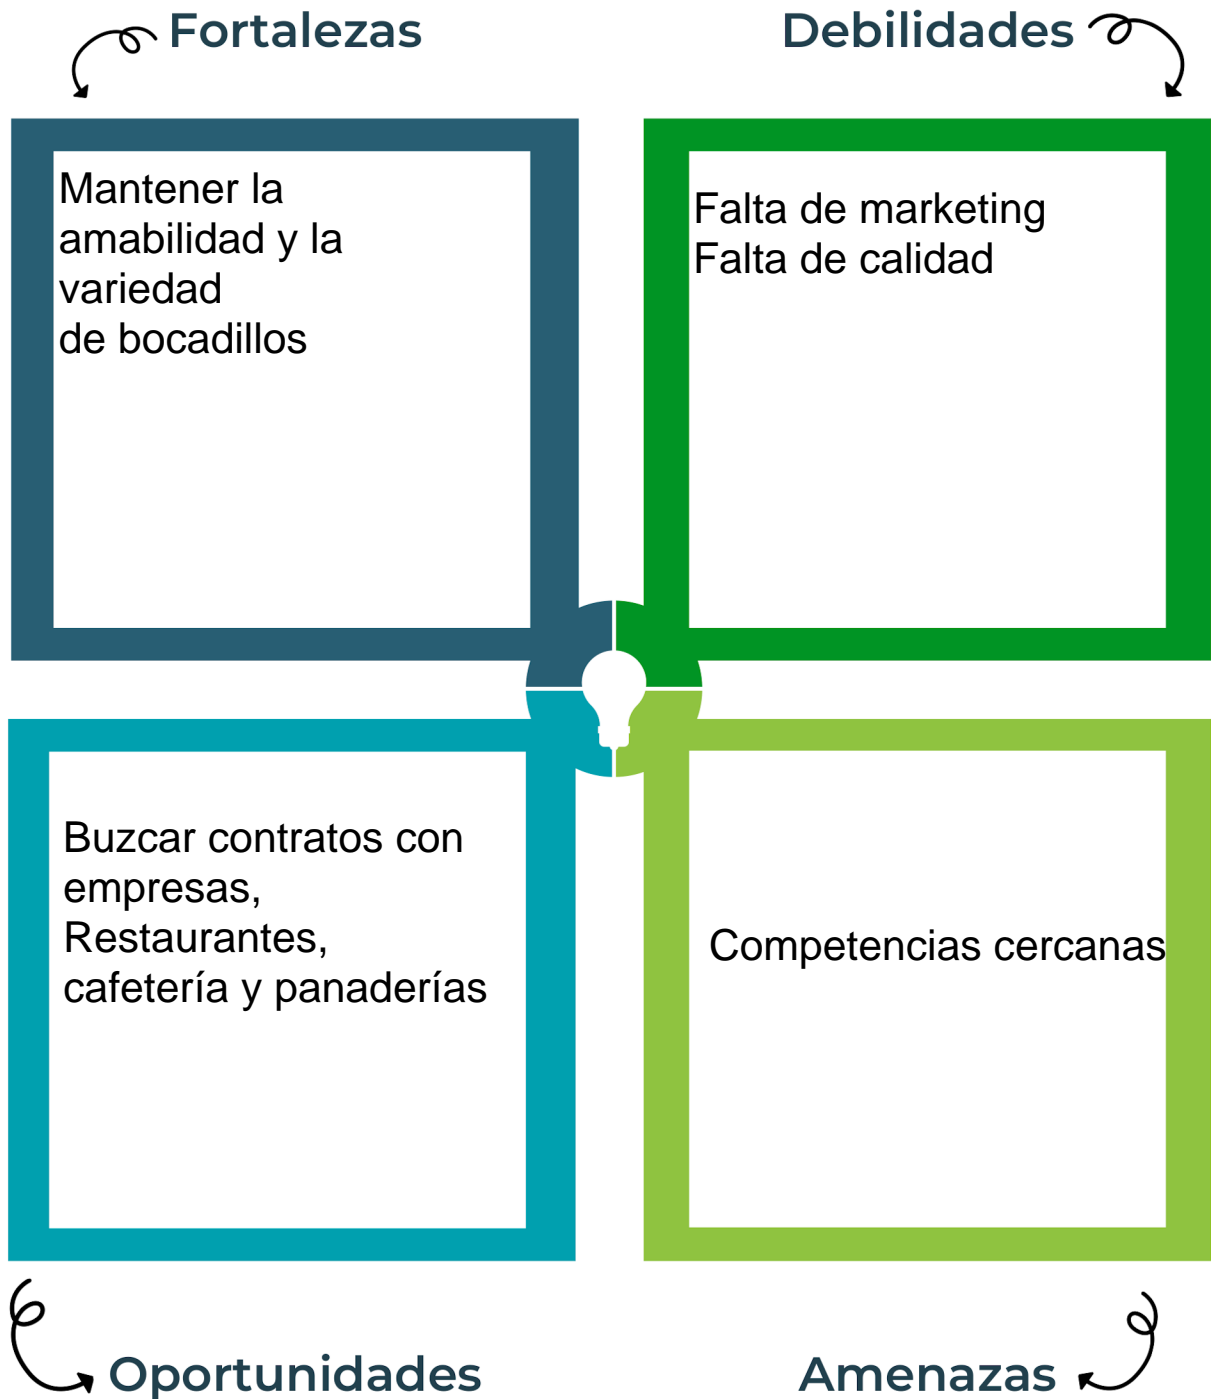 Fortalezas
Debilidades
Mantener la
amabilidad y la
variedad
de bocadillos
Falta de marketing
Falta de calidad
Buzcar contratos con
empresas,
Restaurantes,
cafetería y panaderías
Competencias cercanas
Oportunidades
Amenazas